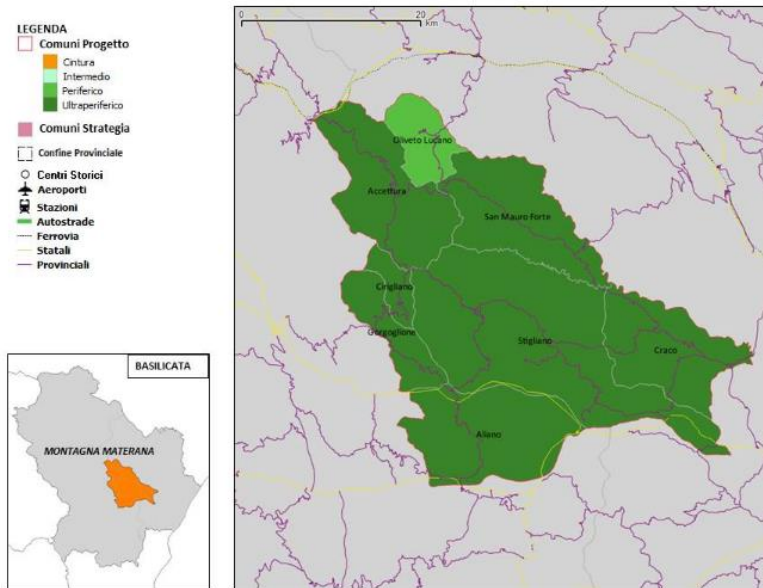 LEGENDA
Comuni Progetto
Cintura
Intermedio
Periferico
Ultraperiferico
Comuni Strategia
Confine Provinciale
Centri Storici
Aeroporti
Stazioni
Autostrade
Ferrovia
Statali
Provinciali
0 20
km
Oliveto Lucano
Accettura
San Mauro Forte
Cirigliano
Gorgoglione
Stigliano
Craco
Aliano
BASILICATA
MONTAGNA MATERANA